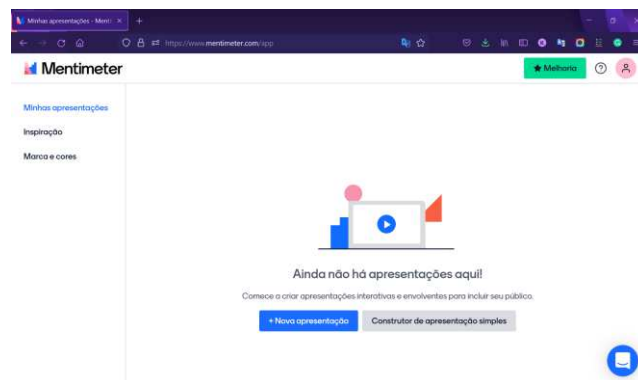 Minhas apresentações - Menti
https://www.mentimeter.com/app
Mentimeter
Melhoria
Minhas apresentações
Inspiração
Marca e cores
Ainda não há apresentações aqui!
Comece a criar apresentações interativas e envolventes para incluir seu público.
+ Nova apresentação
Construtor de apresentação simples